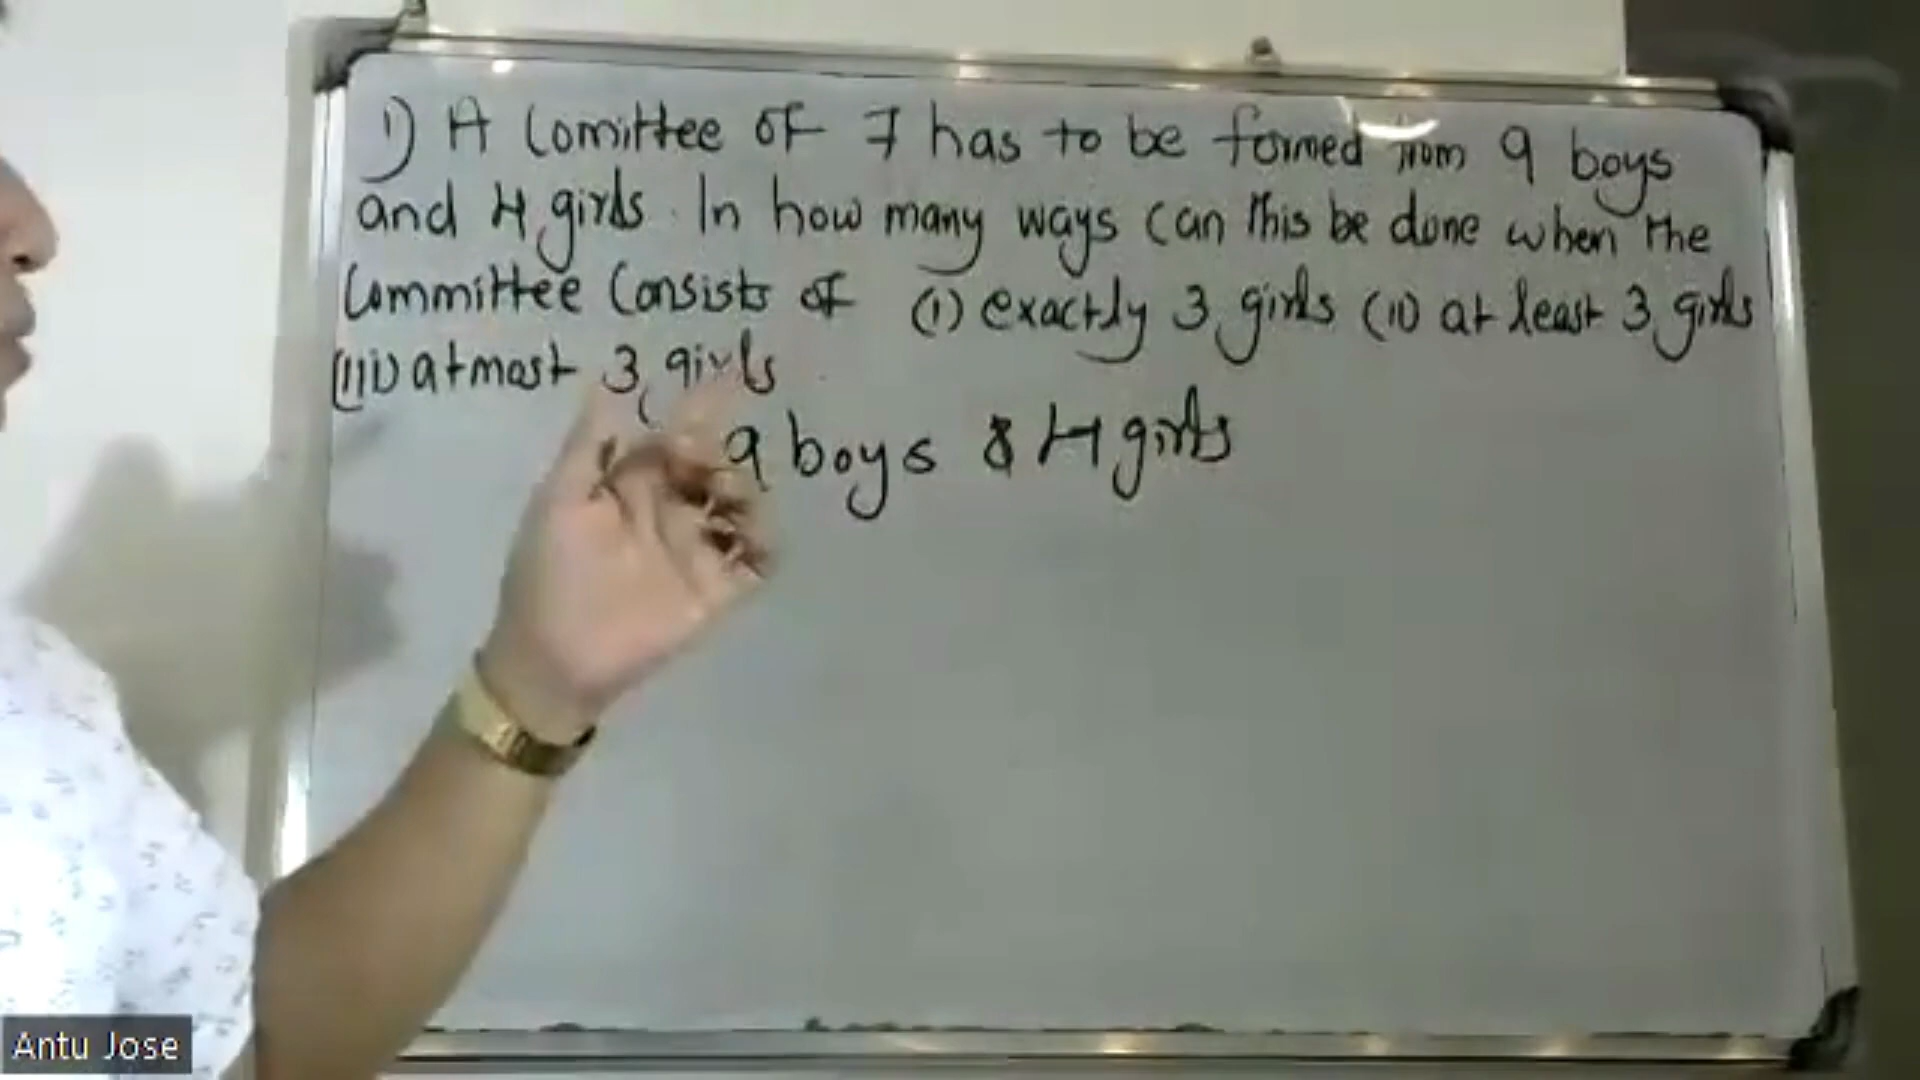 1) A Comittee of 7 has to be formed from 9 boys
and 4 girls. In how many ways can this be done when the
Committee Consists of (i) exactly 3 girls (ii) at least 3 girls
(iii) atmost 3 girls
9 boys & 4 girls
Antu Jose